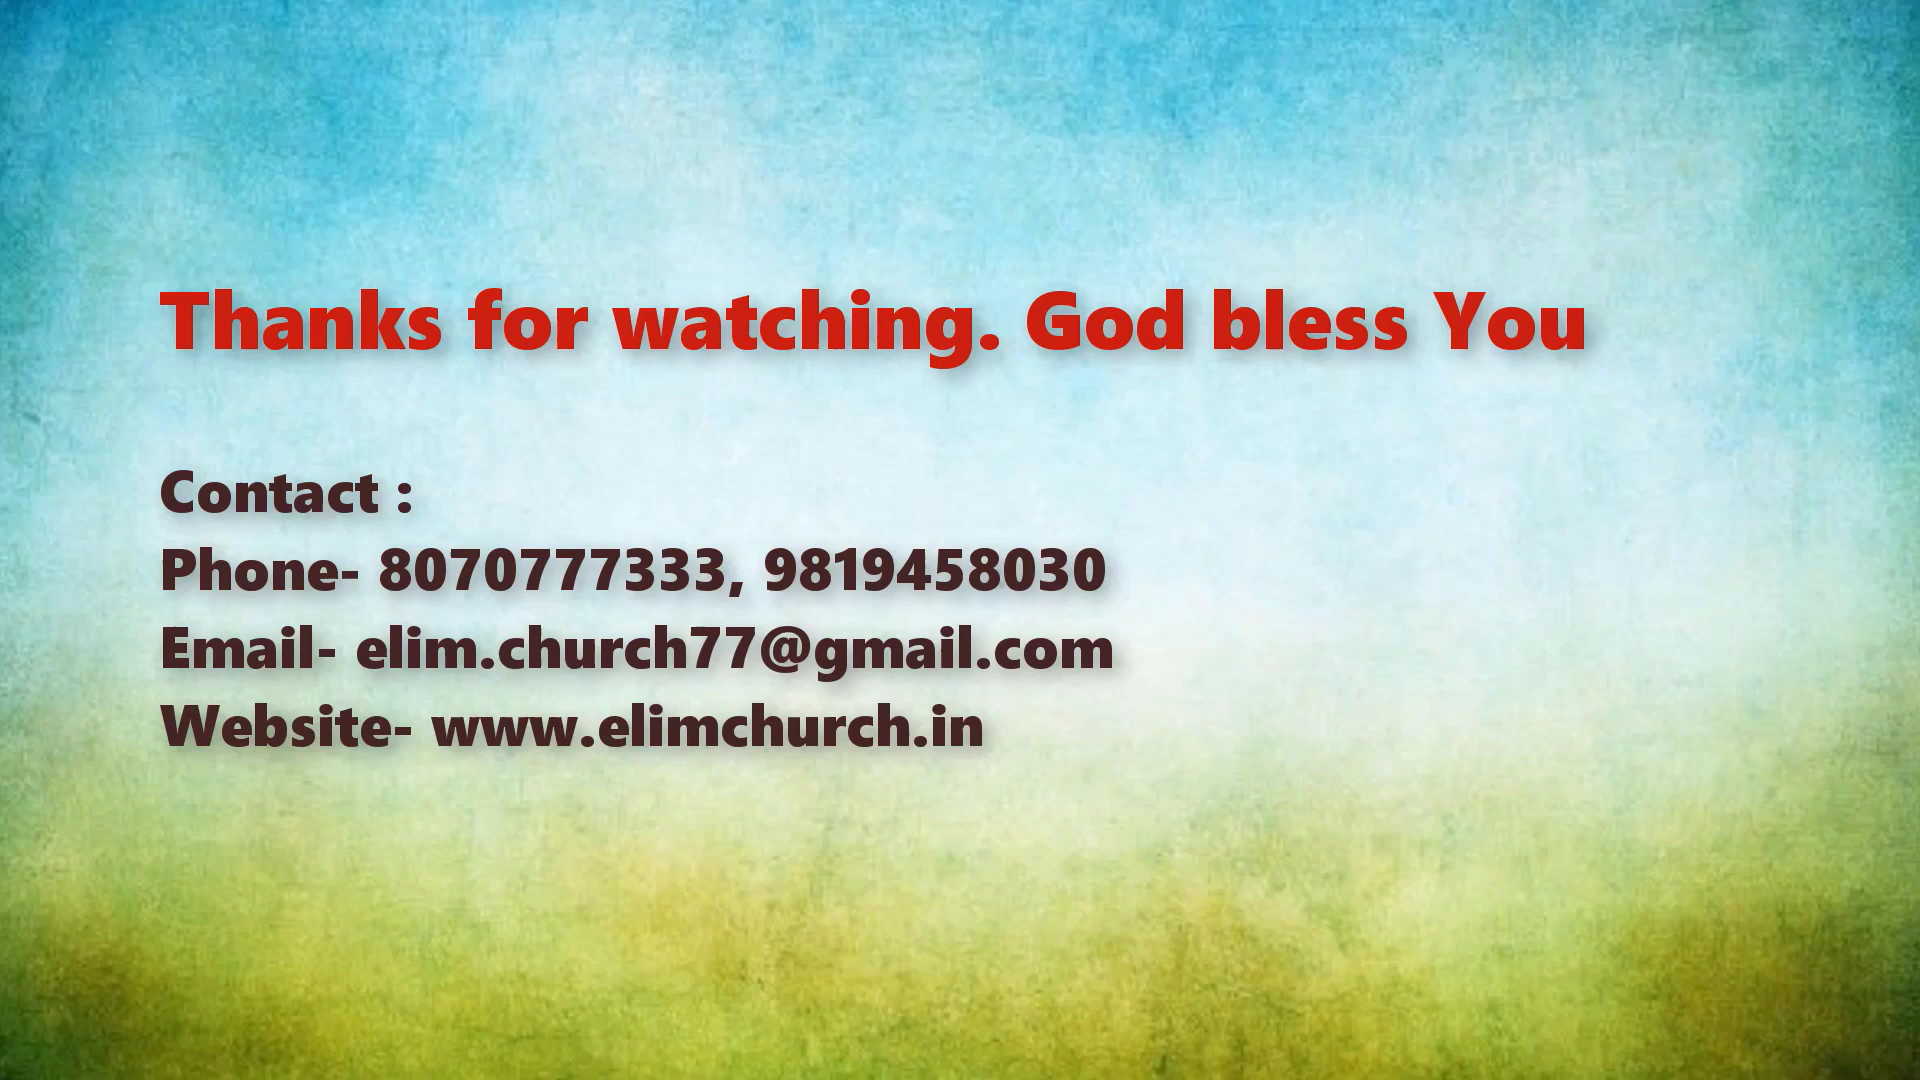 Thanks for watching. God bless You
Contact :
Phone- 8070777333, 9819458030
Email- elim.church77@gmail.com
Website- www.elimchurch.in